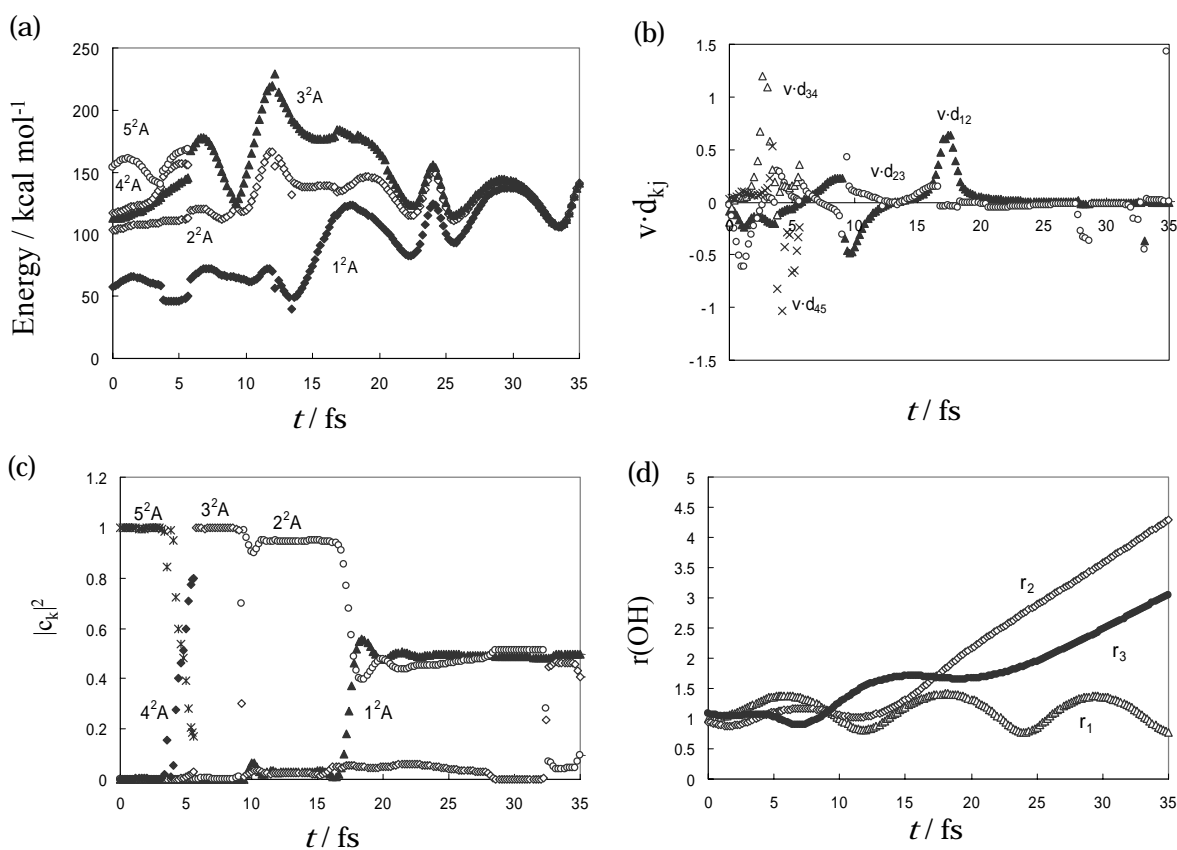 (a)
Energy / kcal mol⁻¹
250
200
150
100
50
0
5²A
4²A
3²A
2²A
1²A
0 5 10 15 20 25 30 35
t / fs
(b)
v·d_kj
1.5
1
0.5
0
-0.5
-1
-1.5
v·d₃₄
v·d₁₂
v·d₂₃
v·d₄₅
0 5 10 15 20 25 30 35
t / fs
(c)
|c_k|²
1.2
1
0.8
0.6
0.4
0.2
0
5²A
3²A
2²A
4²A
1²A
0 5 10 15 20 25 30 35
t / fs
(d)
r(OH)
5
4.5
4
3.5
3
2.5
2
1.5
1
0.5
0
r₂
r₃
r₁
0 5 10 15 20 25 30 35
t / fs